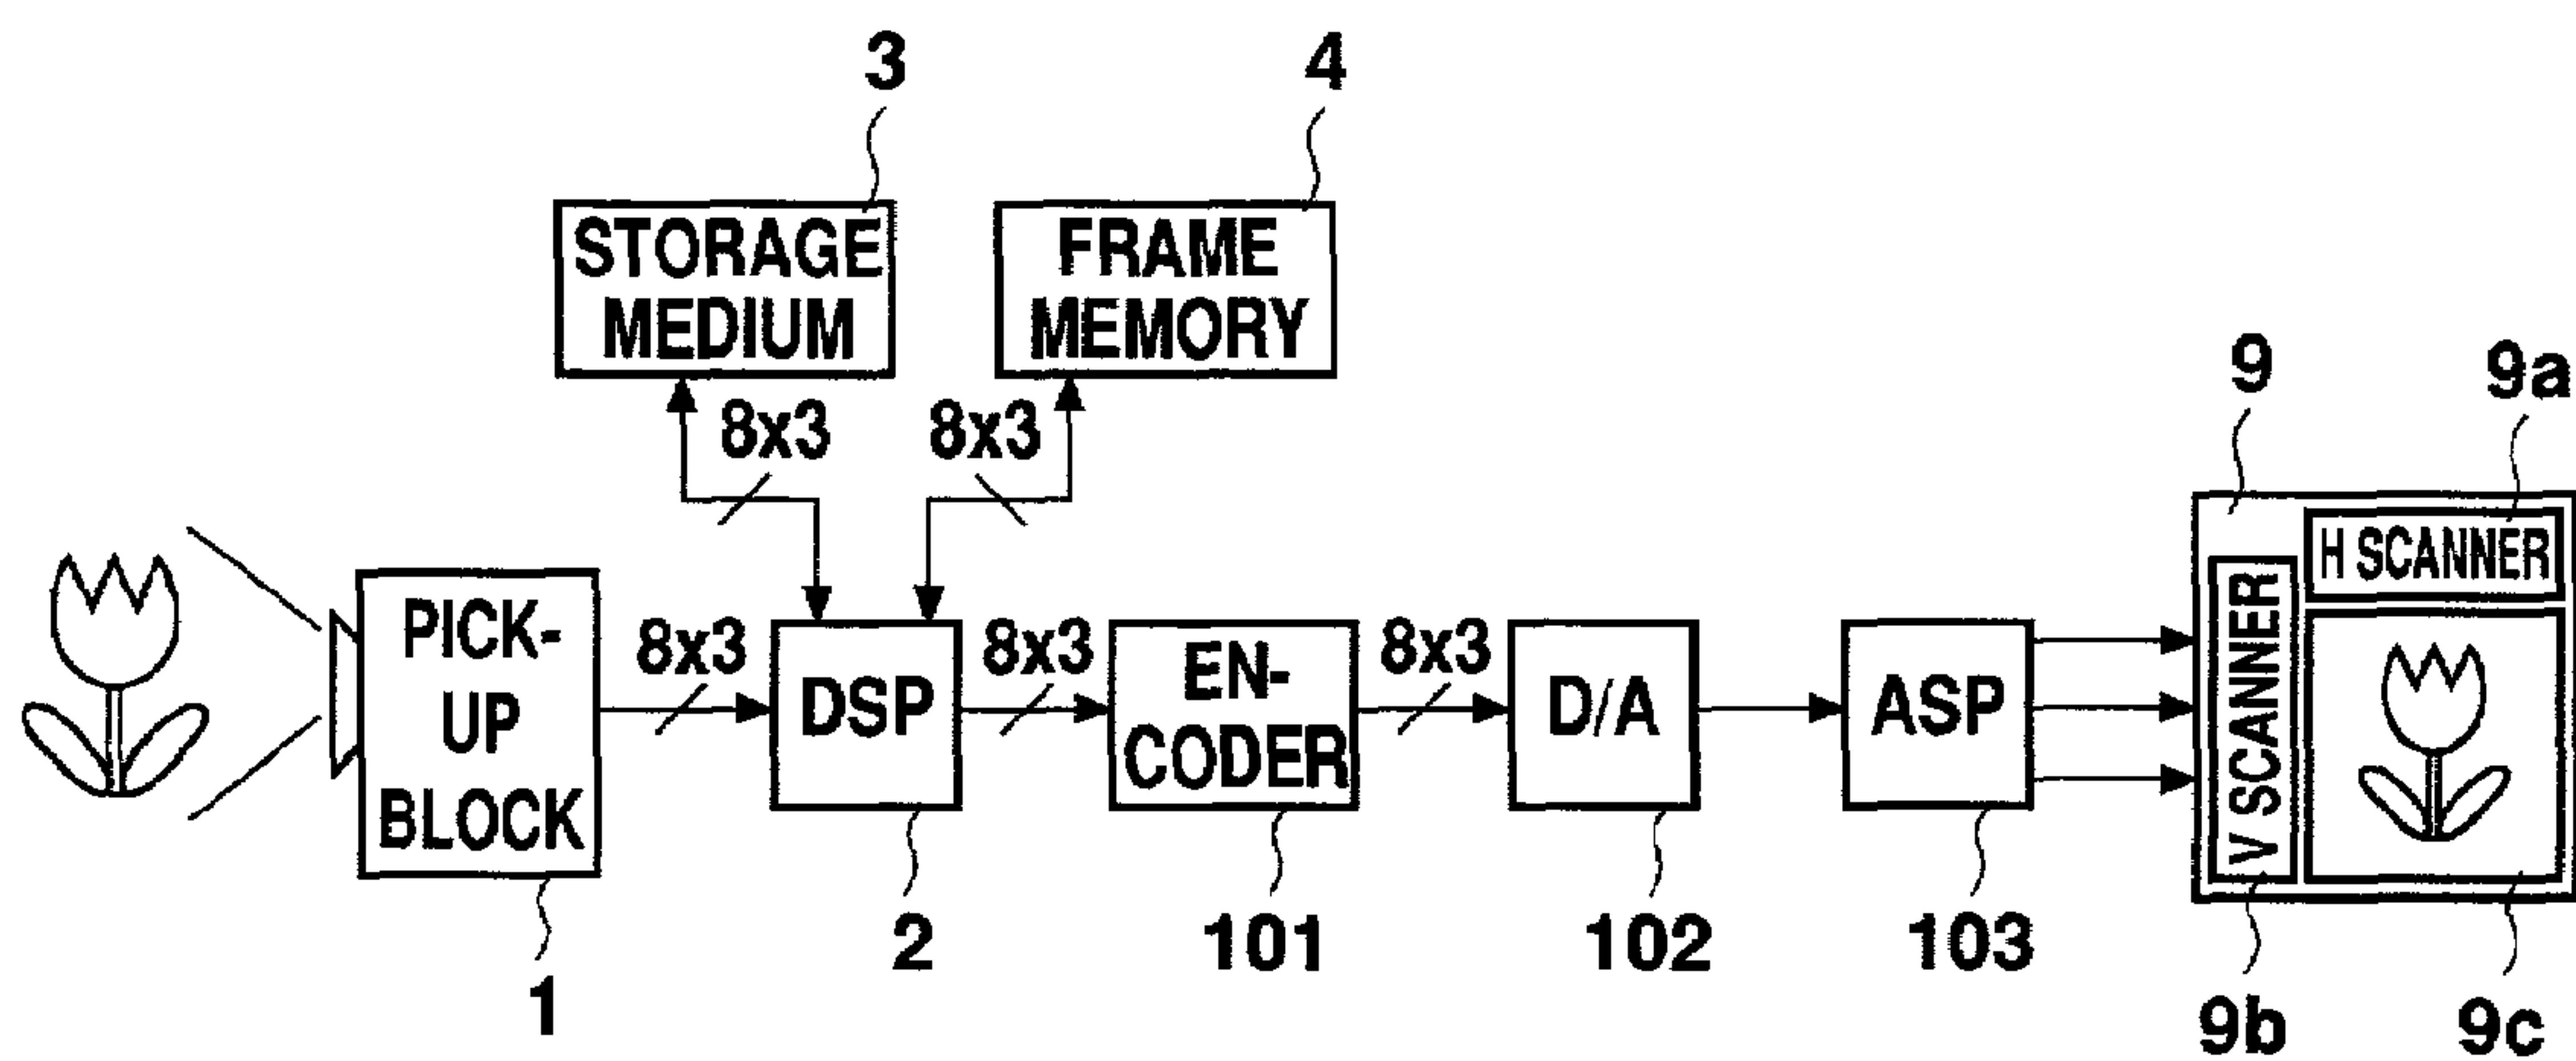 3
4
STORAGE
MEDIUM
FRAME
MEMORY
8x3
8x3
9
9a
H SCANNER
V SCANNER
PICK-
UP
BLOCK
8x3
DSP
8x3
EN-
CODER
8x3
D/A
ASP
1
2
101
102
103
9b
9c